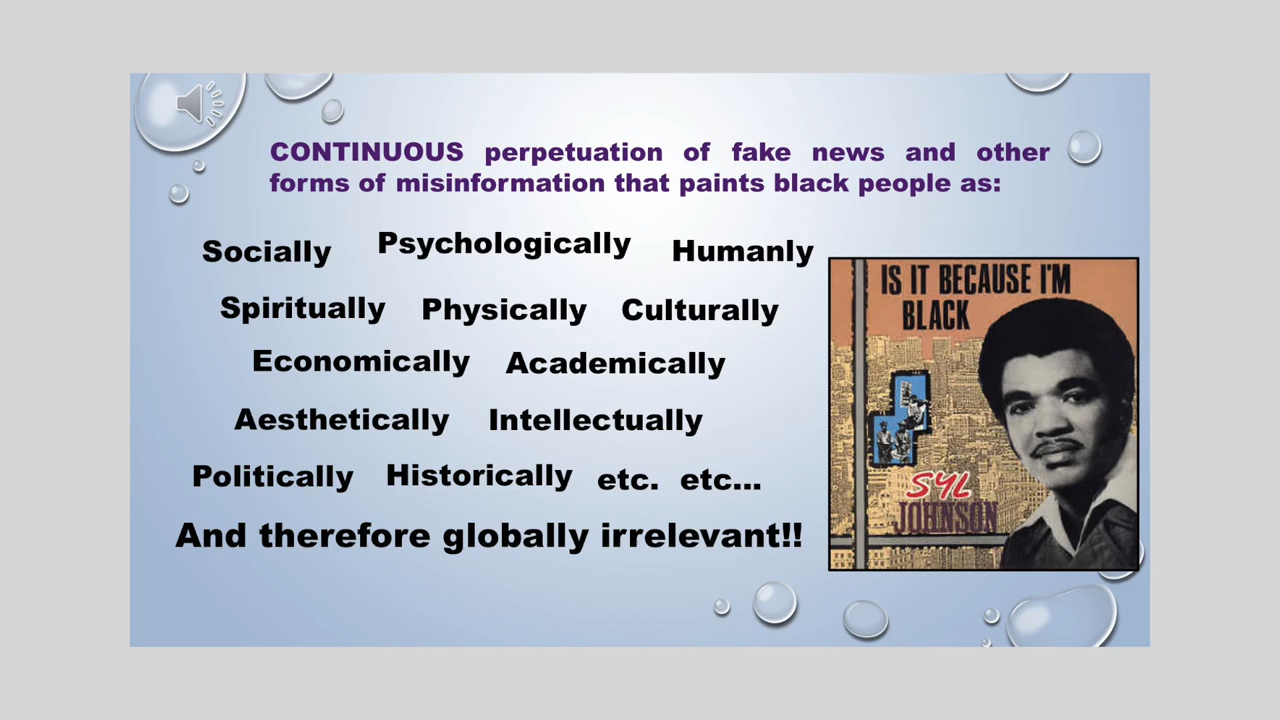 CONTINUOUS perpetuation of fake news and other
forms of misinformation that paints black people as:
Socially Psychologically Humanly
Spiritually Physically Culturally
Economically Academically
Aesthetically Intellectually
Politically Historically etc. etc...
And therefore globally irrelevant!!
IS IT BECAUSE I'M
BLACK
SYL
JOHNSON